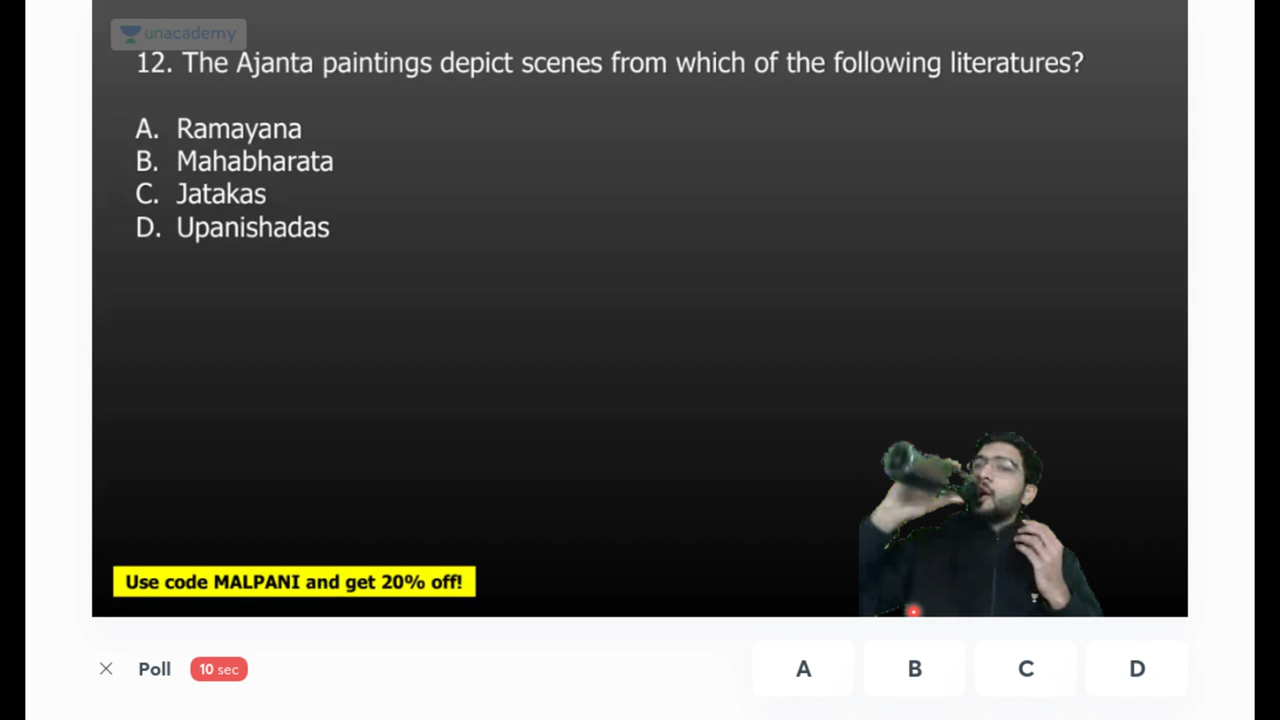 unacademy
12. The Ajanta paintings depict scenes from which of the following literatures?
A. Ramayana
B. Mahabharata
C. Jatakas
D. Upanishadas
Use code MALPANI and get 20% off!
Poll 10 sec A B C D